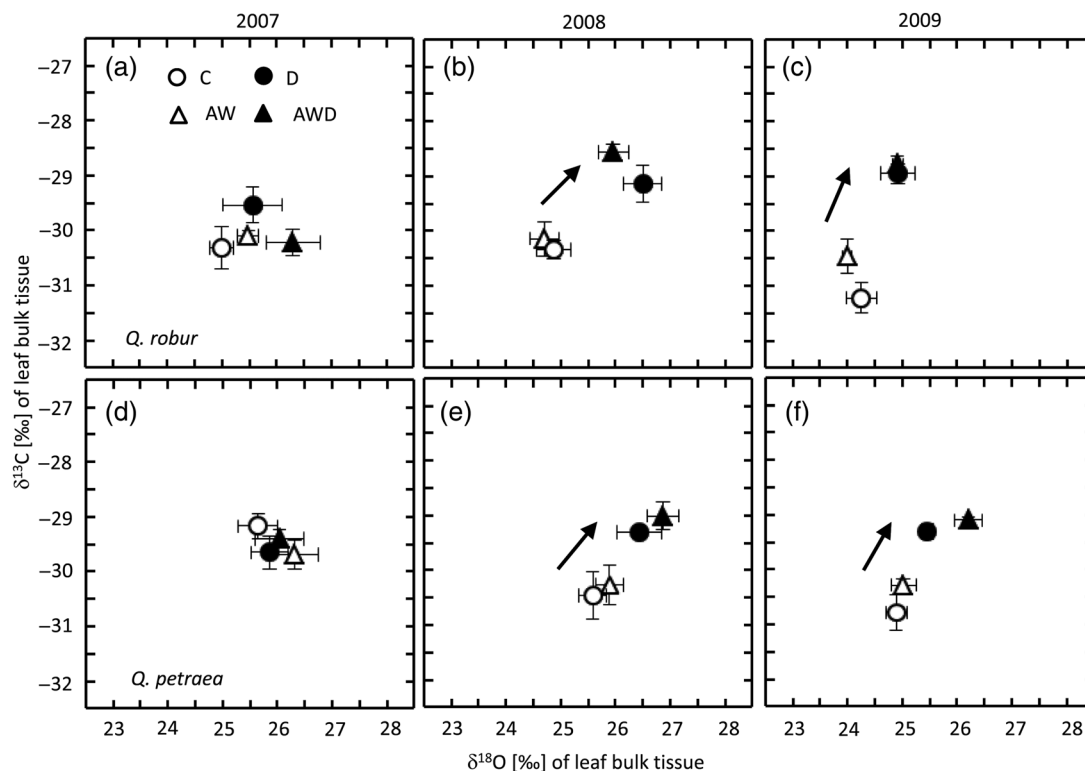 2007 2008 2009
(a) (b) (c)
C D
AW AWD
−27
−28
−29
−30
−31
−32
Q. robur
(d) (e) (f)
−27
−28
−29
−30
−31
−32
Q. petraea
δ¹³C [‰] of leaf bulk tissue
23 24 25 26 27 28 23 24 25 26 27 28 23 24 25 26 27 28
δ¹⁸O [‰] of leaf bulk tissue